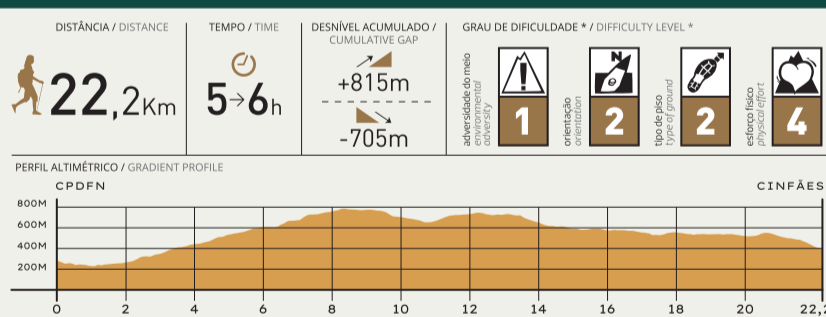 DISTÂNCIA / DISTANCE
22,2Km
TEMPO / TIME
5→6h
DESNÍVEL ACUMULADO /
CUMULATIVE GAP
+815m
-705m
GRAU DE DIFICULDADE * / DIFFICULTY LEVEL *
adversidade do meio
environmental
adversity
1
orientação
orientation
N
2
tipo de piso
type of ground
2
esforço físico
physical effort
4
PERFIL ALTIMÉTRICO / GRADIENT PROFILE
CPDFN
CINFÃES
800M
600M
400M
200M
0 2 4 6 8 10 12 14 16 18 20 22,2